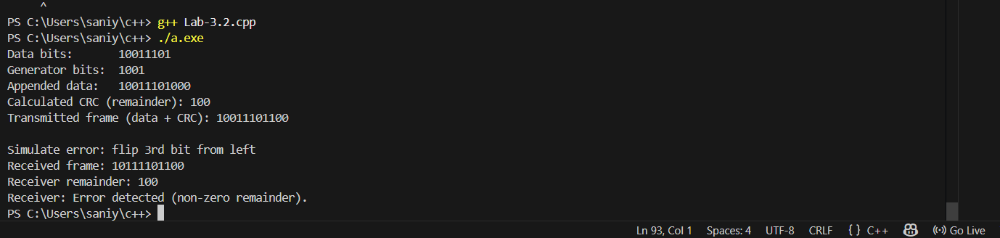 ^
PS C:\Users\saniy\c++> g++ Lab-3.2.cpp
PS C:\Users\saniy\c++> ./a.exe
Data bits:       10011101
Generator bits:  1001
Appended data:   10011101000
Calculated CRC (remainder): 100
Transmitted frame (data + CRC): 10011101100
Simulate error: flip 3rd bit from left
Received frame: 10111101100
Receiver remainder: 100
Receiver: Error detected (non-zero remainder).
PS C:\Users\saniy\c++>
Ln 93, Col 1 Spaces: 4 UTF-8 CRLF {} C++ Go Live